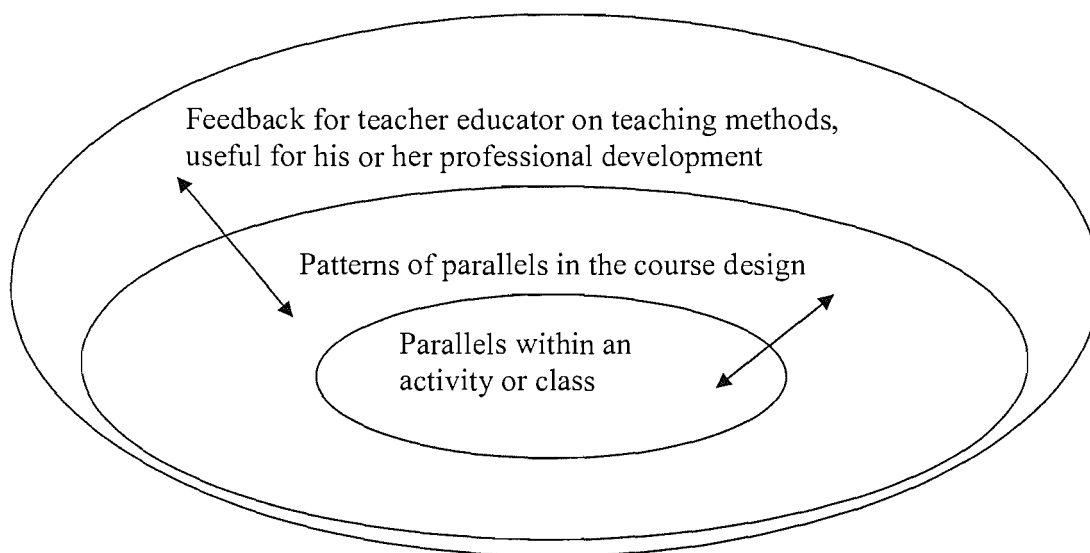 Feedback for teacher educator on teaching methods,
useful for his or her professional development
Patterns of parallels in the course design
Parallels within an
activity or class